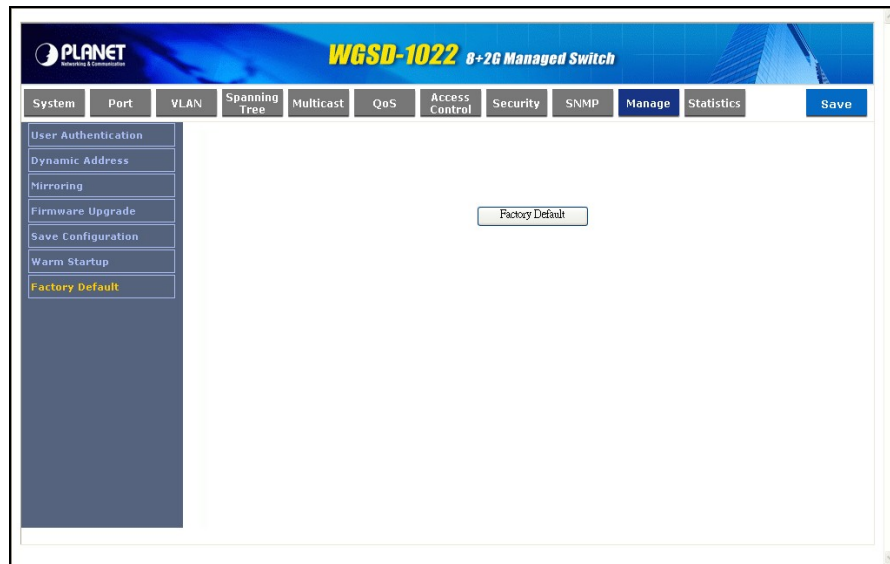 PLANET
Networking & Communication
WGSD-1022 8+2G Managed Switch
System Port VLAN Spanning Tree Multicast QoS Access Control Security SNMP Manage Statistics Save
User Authentication
Dynamic Address
Mirroring
Firmware Upgrade
Save Configuration
Warm Startup
Factory Default
Factory Default